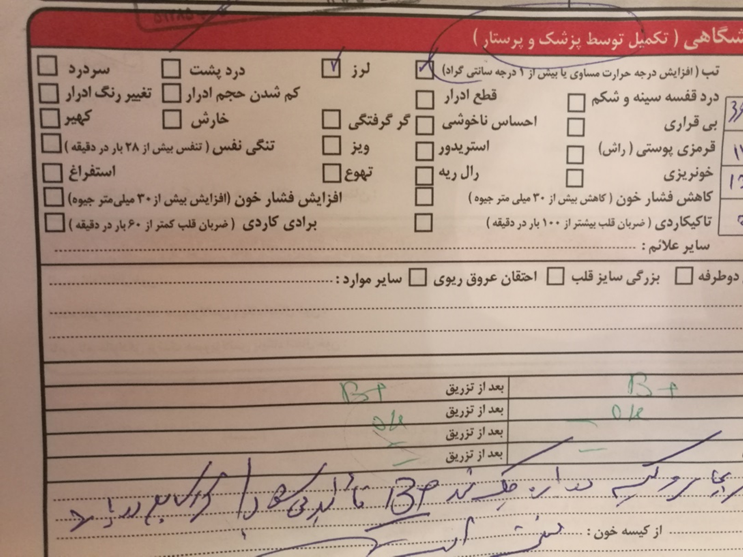 شگاهی ( تکمیل توسط پزشک و پرستار )
تب ( افزایش درجه حرارت مساوی یا بیش از ۱ درجه سانتی گراد) لرز درد پشت سردرد
درد قفسه سینه و شکم قطع ادرار کم شدن حجم ادرار تغییر رنگ ادرار
بی قراری احساس ناخوشی گر گرفتگی خارش کهیر
قرمزی پوستی ( راش) استریدور ویز تنگی نفس ( تنفس بیش از ۲۸ بار در دقیقه )
خونریزی رال ریه تهوع استفراغ
کاهش فشار خون ( کاهش بیش از ۳۰ میلی متر جیوه ) افزایش فشار خون (افزایش بیش از ۳۰ میلی‌متر جیوه)
تاکیکاردی ( ضربان قلب بیشتر از ۱۰۰ بار در دقیقه ) برادی کاردی ( ضربان قلب کمتر از ۶۰ بار در دقیقه )
سایر علائم :
دوطرفه بزرگی سایز قلب احتقان عروق ریوی سایر موارد :
B+ بعد از تزریق B+
ok بعد از تزریق ok
بعد از تزریق
بعد از تزریق
شد
از کیسه خون :